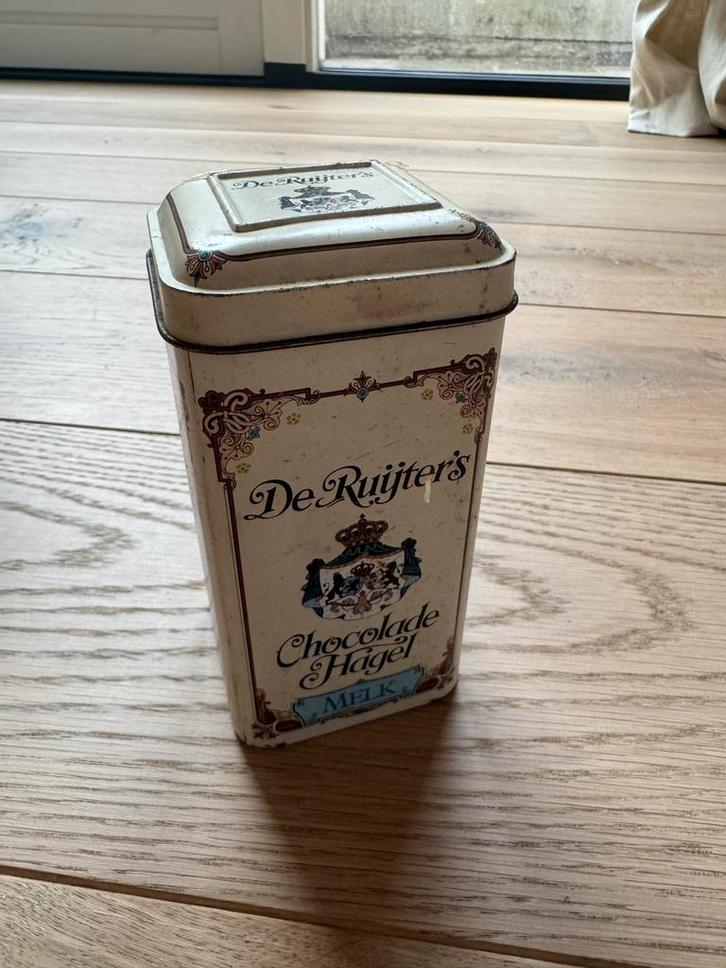 De Ruijter's
De Ruijter's
Chocolade
Hagel
MELK